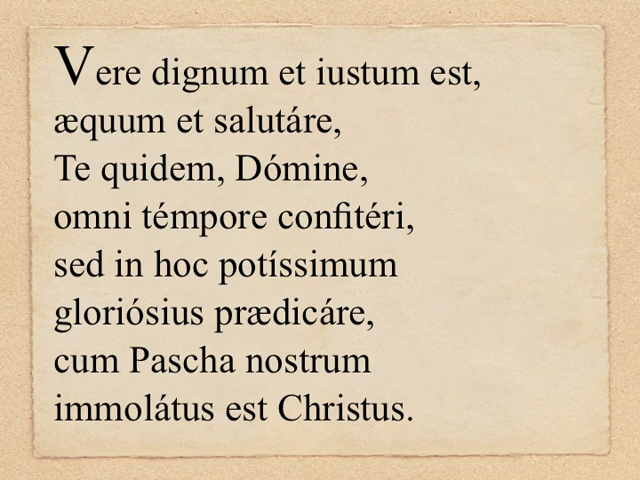 Vere dignum et iustum est,
æquum et salutáre,
Te quidem, Dómine,
omni témpore confitéri,
sed in hoc potíssimum
gloriósius prædicáre,
cum Pascha nostrum
immolátus est Christus.